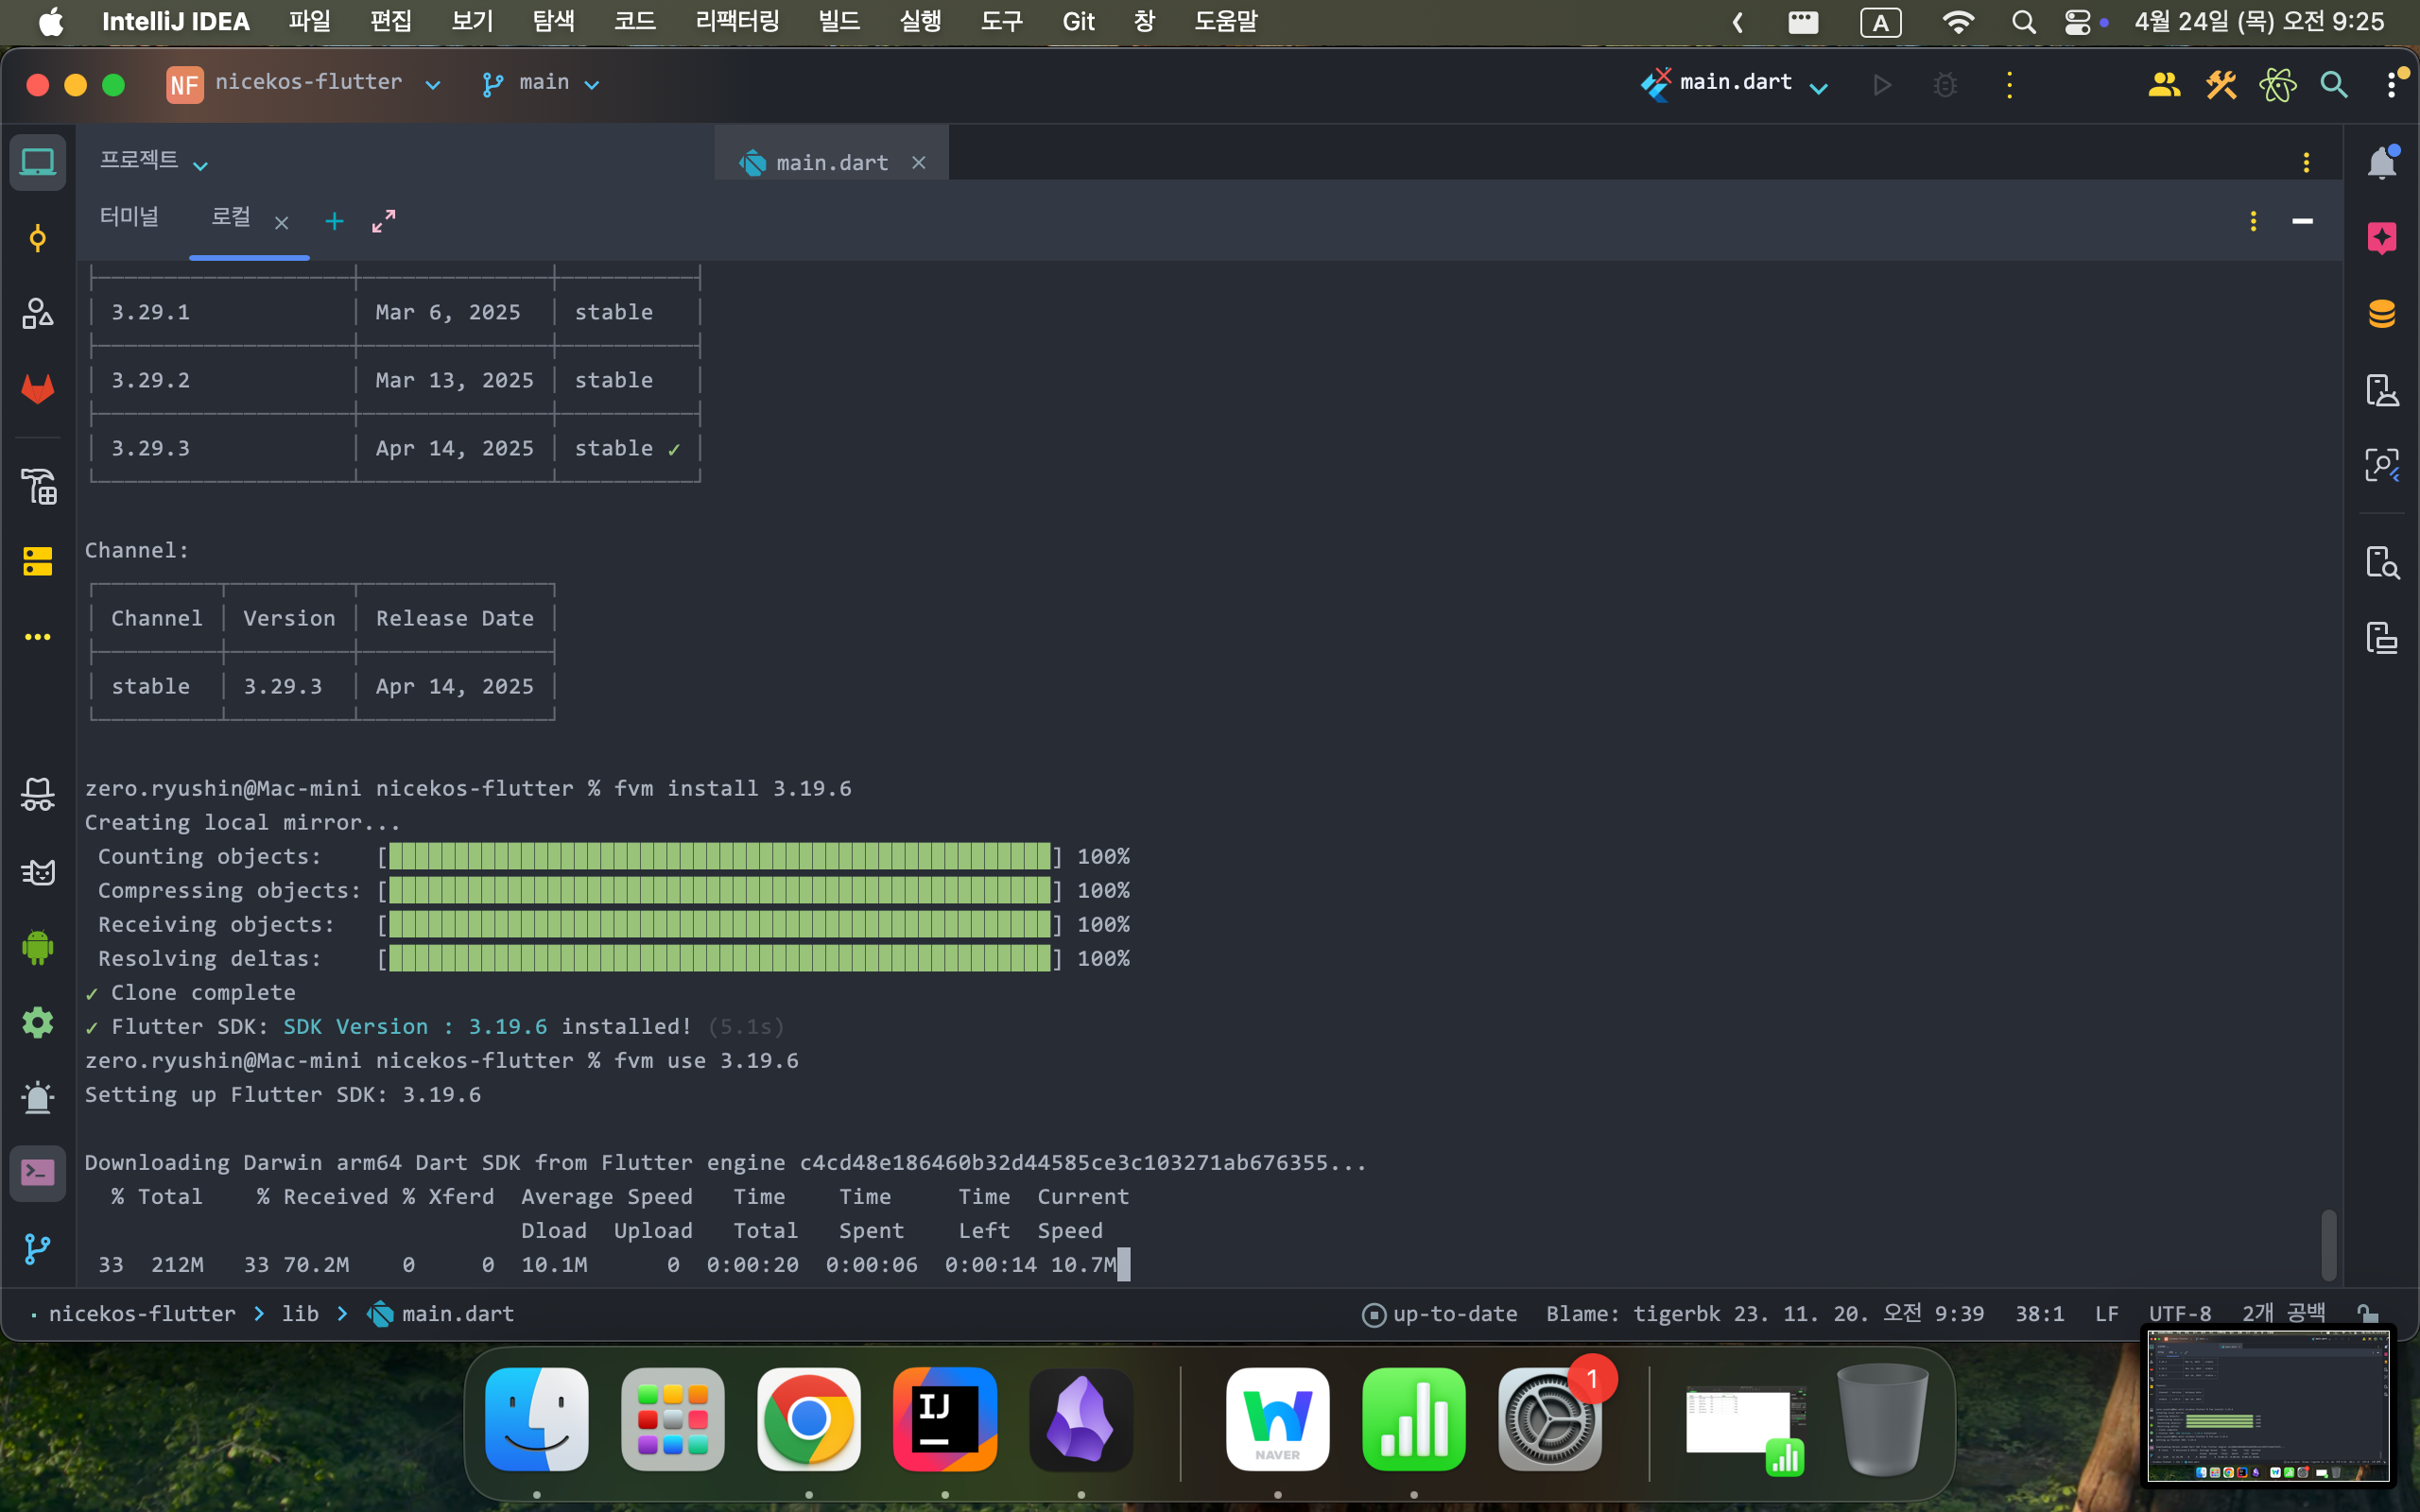 IntelliJ IDEA 파일 편집 보기 탐색 코드 리팩터링 빌드 실행 도구 Git 창 도움말 A 4월 24일 (목) 오전 9:25
NF nicekos-flutter main main.dart
프로젝트 main.dart
터미널 로컬
3.29.1 Mar 6, 2025 stable
3.29.2 Mar 13, 2025 stable
3.29.3 Apr 14, 2025 stable ✓
Channel:
Channel Version Release Date
stable 3.29.3 Apr 14, 2025
zero.ryushin@Mac-mini nicekos-flutter % fvm install 3.19.6
Creating local mirror...
Counting objects: [ ] 100%
Compressing objects: [ ] 100%
Receiving objects: [ ] 100%
Resolving deltas: [ ] 100%
✓ Clone complete
✓ Flutter SDK: SDK Version : 3.19.6 installed! (5.1s)
zero.ryushin@Mac-mini nicekos-flutter % fvm use 3.19.6
Setting up Flutter SDK: 3.19.6
Downloading Darwin arm64 Dart SDK from Flutter engine c4cd48e186460b32d44585ce3c103271ab676355...
% Total % Received % Xferd Average Speed Time Time Time Current
Dload Upload Total Spent Left Speed
33 212M 33 70.2M 0 0 10.1M 0 0:00:20 0:00:06 0:00:14 10.7M
nicekos-flutter > lib > main.dart up-to-date Blame: tigerbk 23. 11. 20. 오전 9:39 38:1 LF UTF-8 2개 공백
IJ
NAVER
1